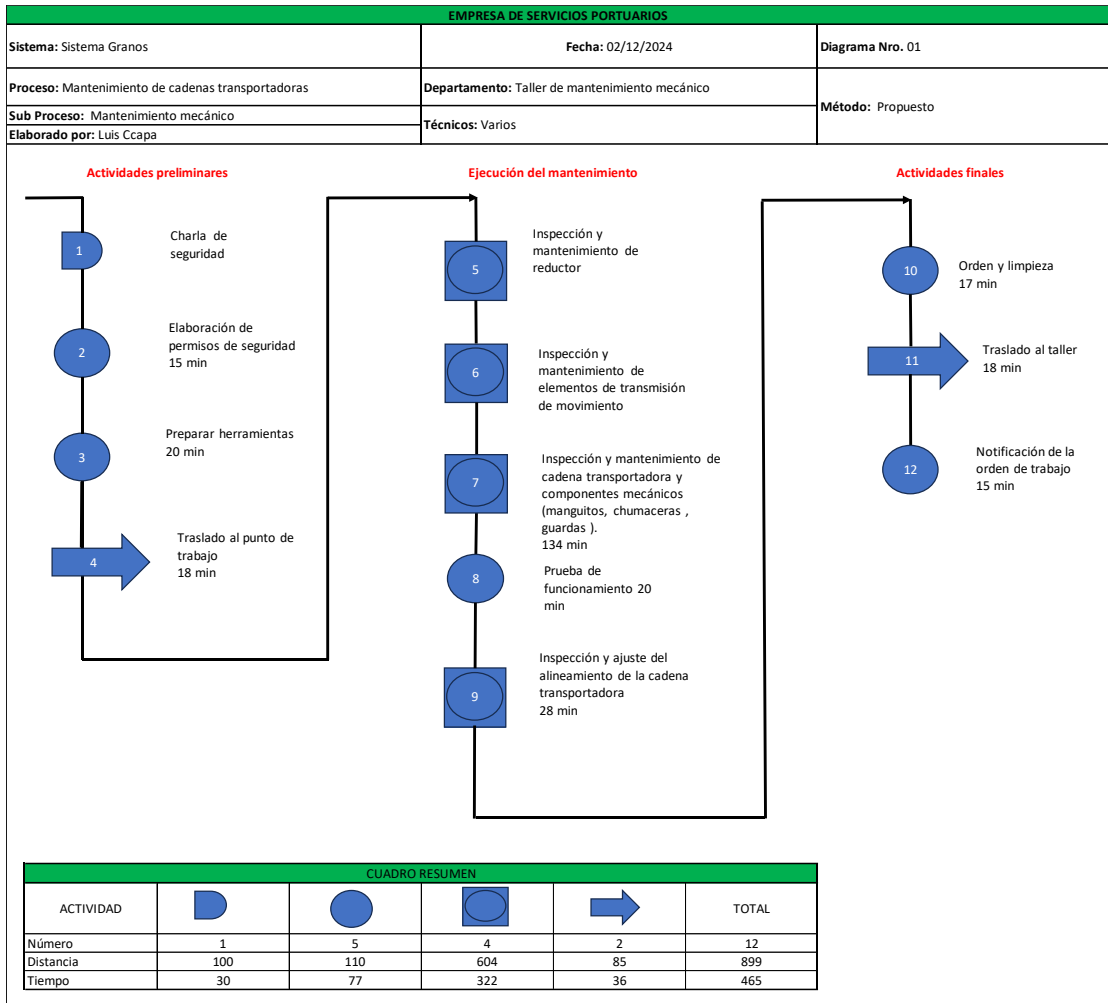 EMPRESA DE SERVICIOS PORTUARIOS
Sistema: Sistema Granos
Fecha: 02/12/2024
Diagrama Nro. 01
Proceso: Mantenimiento de cadenas transportadoras
Departamento: Taller de mantenimiento mecánico
Método: Propuesto
Sub Proceso: Mantenimiento mecánico
Técnicos: Varios
Elaborado por: Luis Ccapa
Actividades preliminares
1
Charla de
seguridad
2
Elaboración de
permisos de seguridad
15 min
3
Preparar herramientas
20 min
4
Traslado al punto de
trabajo
18 min
Ejecución del mantenimiento
5
Inspección y
mantenimiento de
reductor
6
Inspección y
mantenimiento de
elementos de transmisión
de movimiento
7
Inspección y mantenimiento de
cadena transportadora y
componentes mecánicos
(manguitos, chumaceras ,
guardas ).
134 min
8
Prueba de
funcionamiento 20
min
9
Inspección y ajuste del
alineamiento de la cadena
transportadora
28 min
Actividades finales
10
Orden y limpieza
17 min
11
Traslado al taller
18 min
12
Notificación de la
orden de trabajo
15 min
CUADRO RESUMEN
ACTIVIDAD TOTAL
Número 1 5 4 2 12
Distancia 100 110 604 85 899
Tiempo 30 77 322 36 465